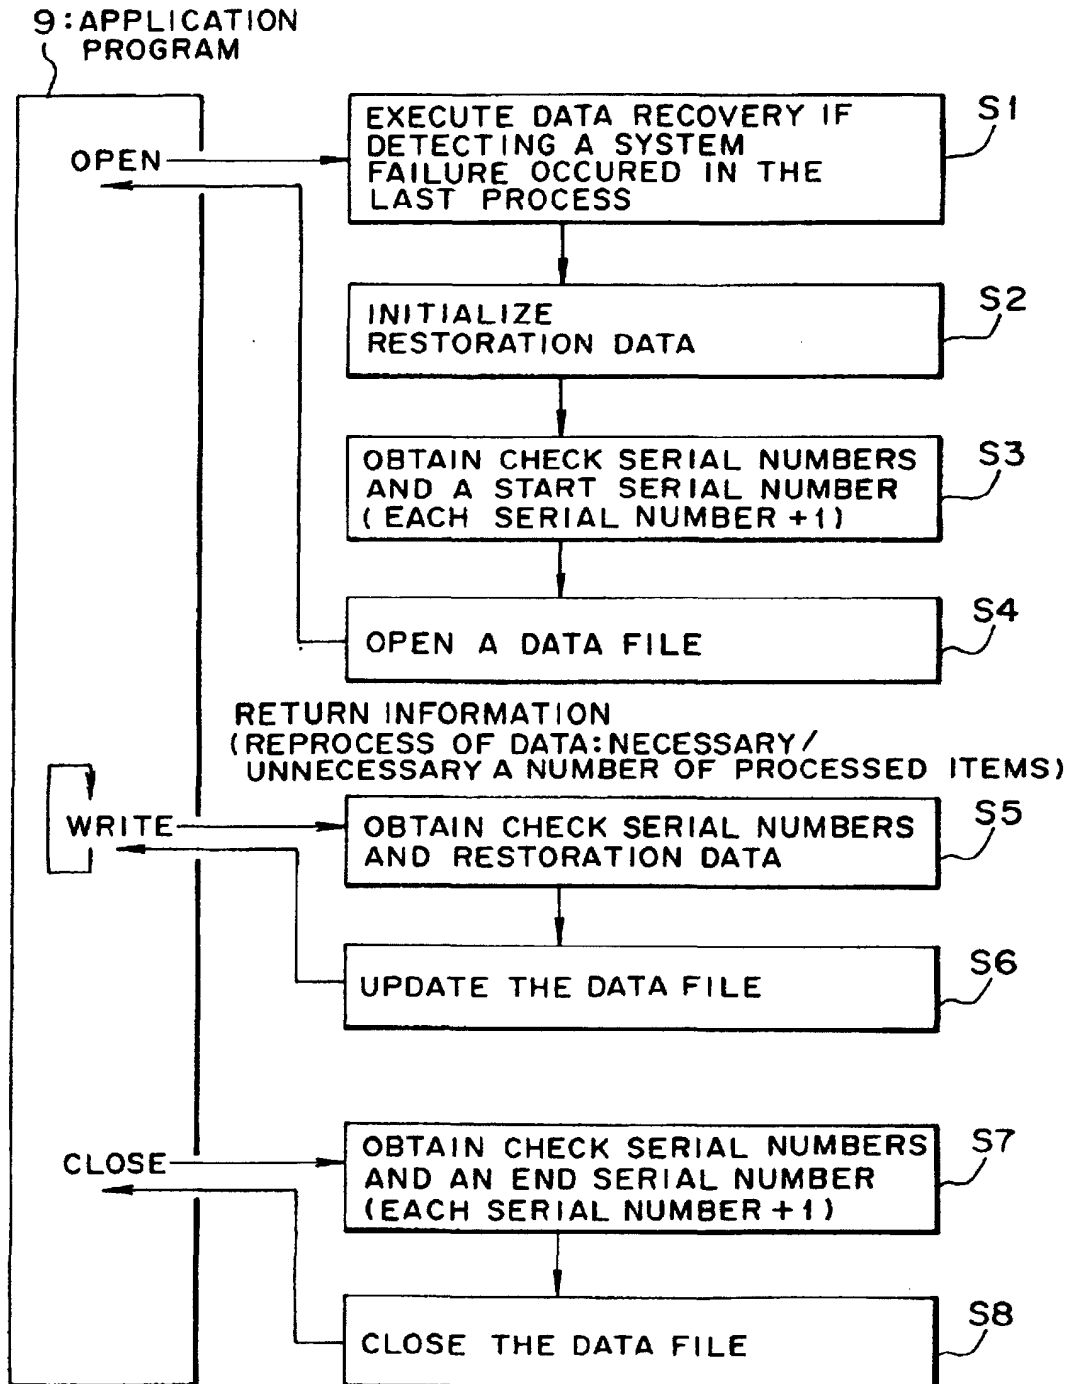 9:APPLICATION
PROGRAM
OPEN
EXECUTE DATA RECOVERY IF
DETECTING A SYSTEM
FAILURE OCCURED IN THE
LAST PROCESS
S1
INITIALIZE
RESTORATION DATA
S2
OBTAIN CHECK SERIAL NUMBERS
AND A START SERIAL NUMBER
(EACH SERIAL NUMBER +1)
S3
OPEN A DATA FILE
S4
RETURN INFORMATION
(REPROCESS OF DATA:NECESSARY/
UNNECESSARY A NUMBER OF PROCESSED ITEMS)
WRITE
OBTAIN CHECK SERIAL NUMBERS
AND RESTORATION DATA
S5
UPDATE THE DATA FILE
S6
CLOSE
OBTAIN CHECK SERIAL NUMBERS
AND AN END SERIAL NUMBER
(EACH SERIAL NUMBER +1)
S7
CLOSE THE DATA FILE
S8